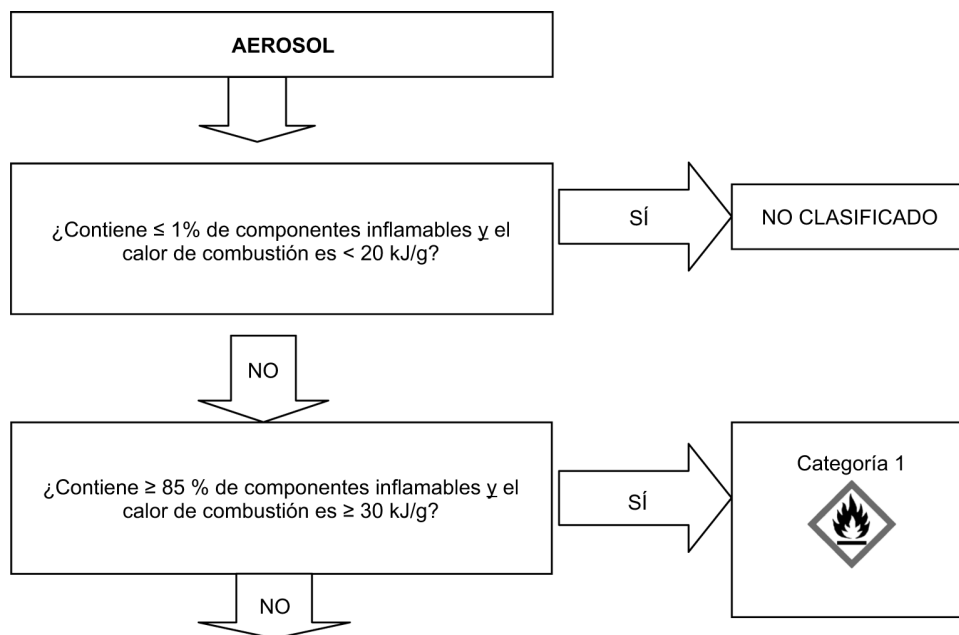 AEROSOL
¿Contiene ≤ 1% de componentes inflamables y el
calor de combustión es < 20 kJ/g?
SÍ
NO CLASIFICADO
NO
¿Contiene ≥ 85 % de componentes inflamables y el
calor de combustión es ≥ 30 kJ/g?
SÍ
Categoría 1
NO